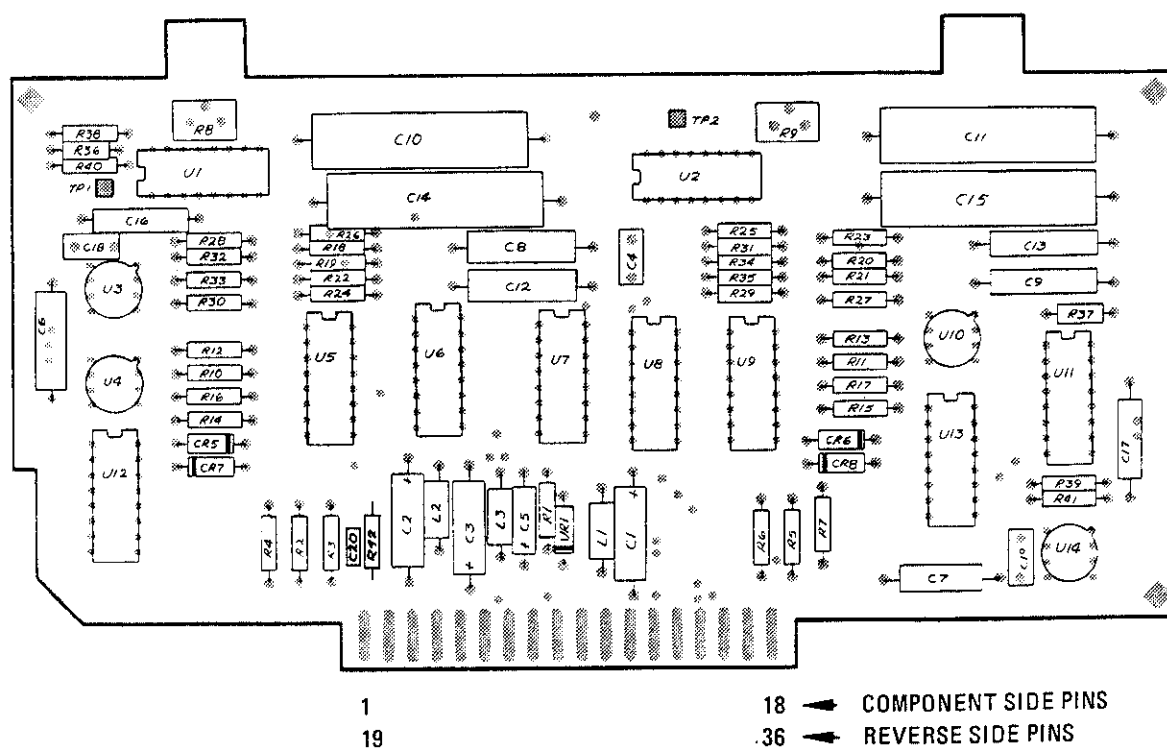 R38
R36
R40
TP1
R8
U1
C10
C14
TP2
R9
U2
C11
C15
C16
C18
R28
R32
R33
R30
U3
R26
R18
R19
R22
R24
C8
C12
C4
R25
R31
R34
R35
R29
R23
R20
R21
R27
C13
C9
R37
C6
U4
R12
R10
R16
R14
CR5
CR7
U12
U5
U6
U7
U8
U9
R13
R11
R17
R15
CR6
CR8
U10
U13
U11
C17
R39
R41
R4
R2
R3
C20
R42
C2
L2
C3
L3
C5
R1
VR1
L1
C1
R6
R5
R7
C7
C19
U14
1
18 COMPONENT SIDE PINS
19
.36 REVERSE SIDE PINS